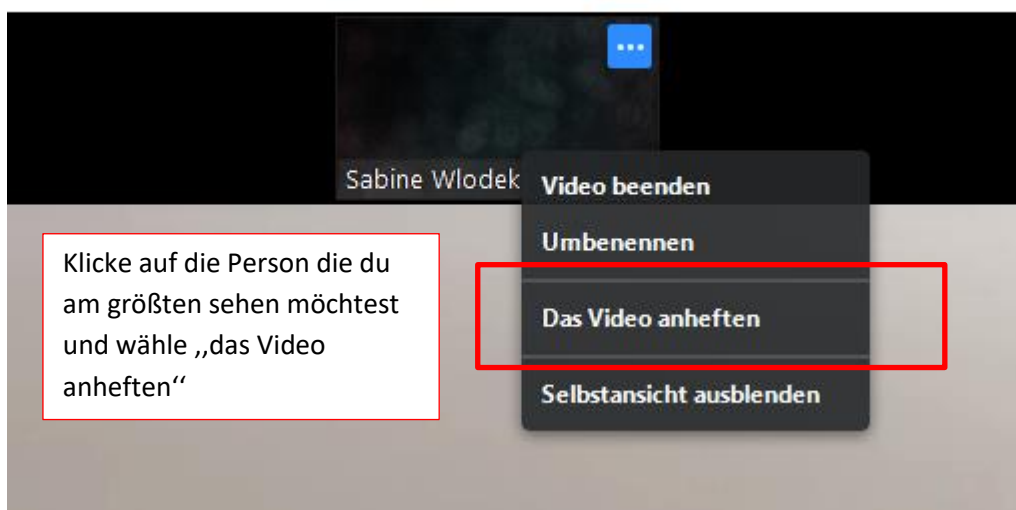 Sabine Wlodek
Video beenden
Umbenennen
Das Video anheften
Selbstansicht ausblenden
Klicke auf die Person die du
am größten sehen möchtest
und wähle ,,das Video
anheften‘‘